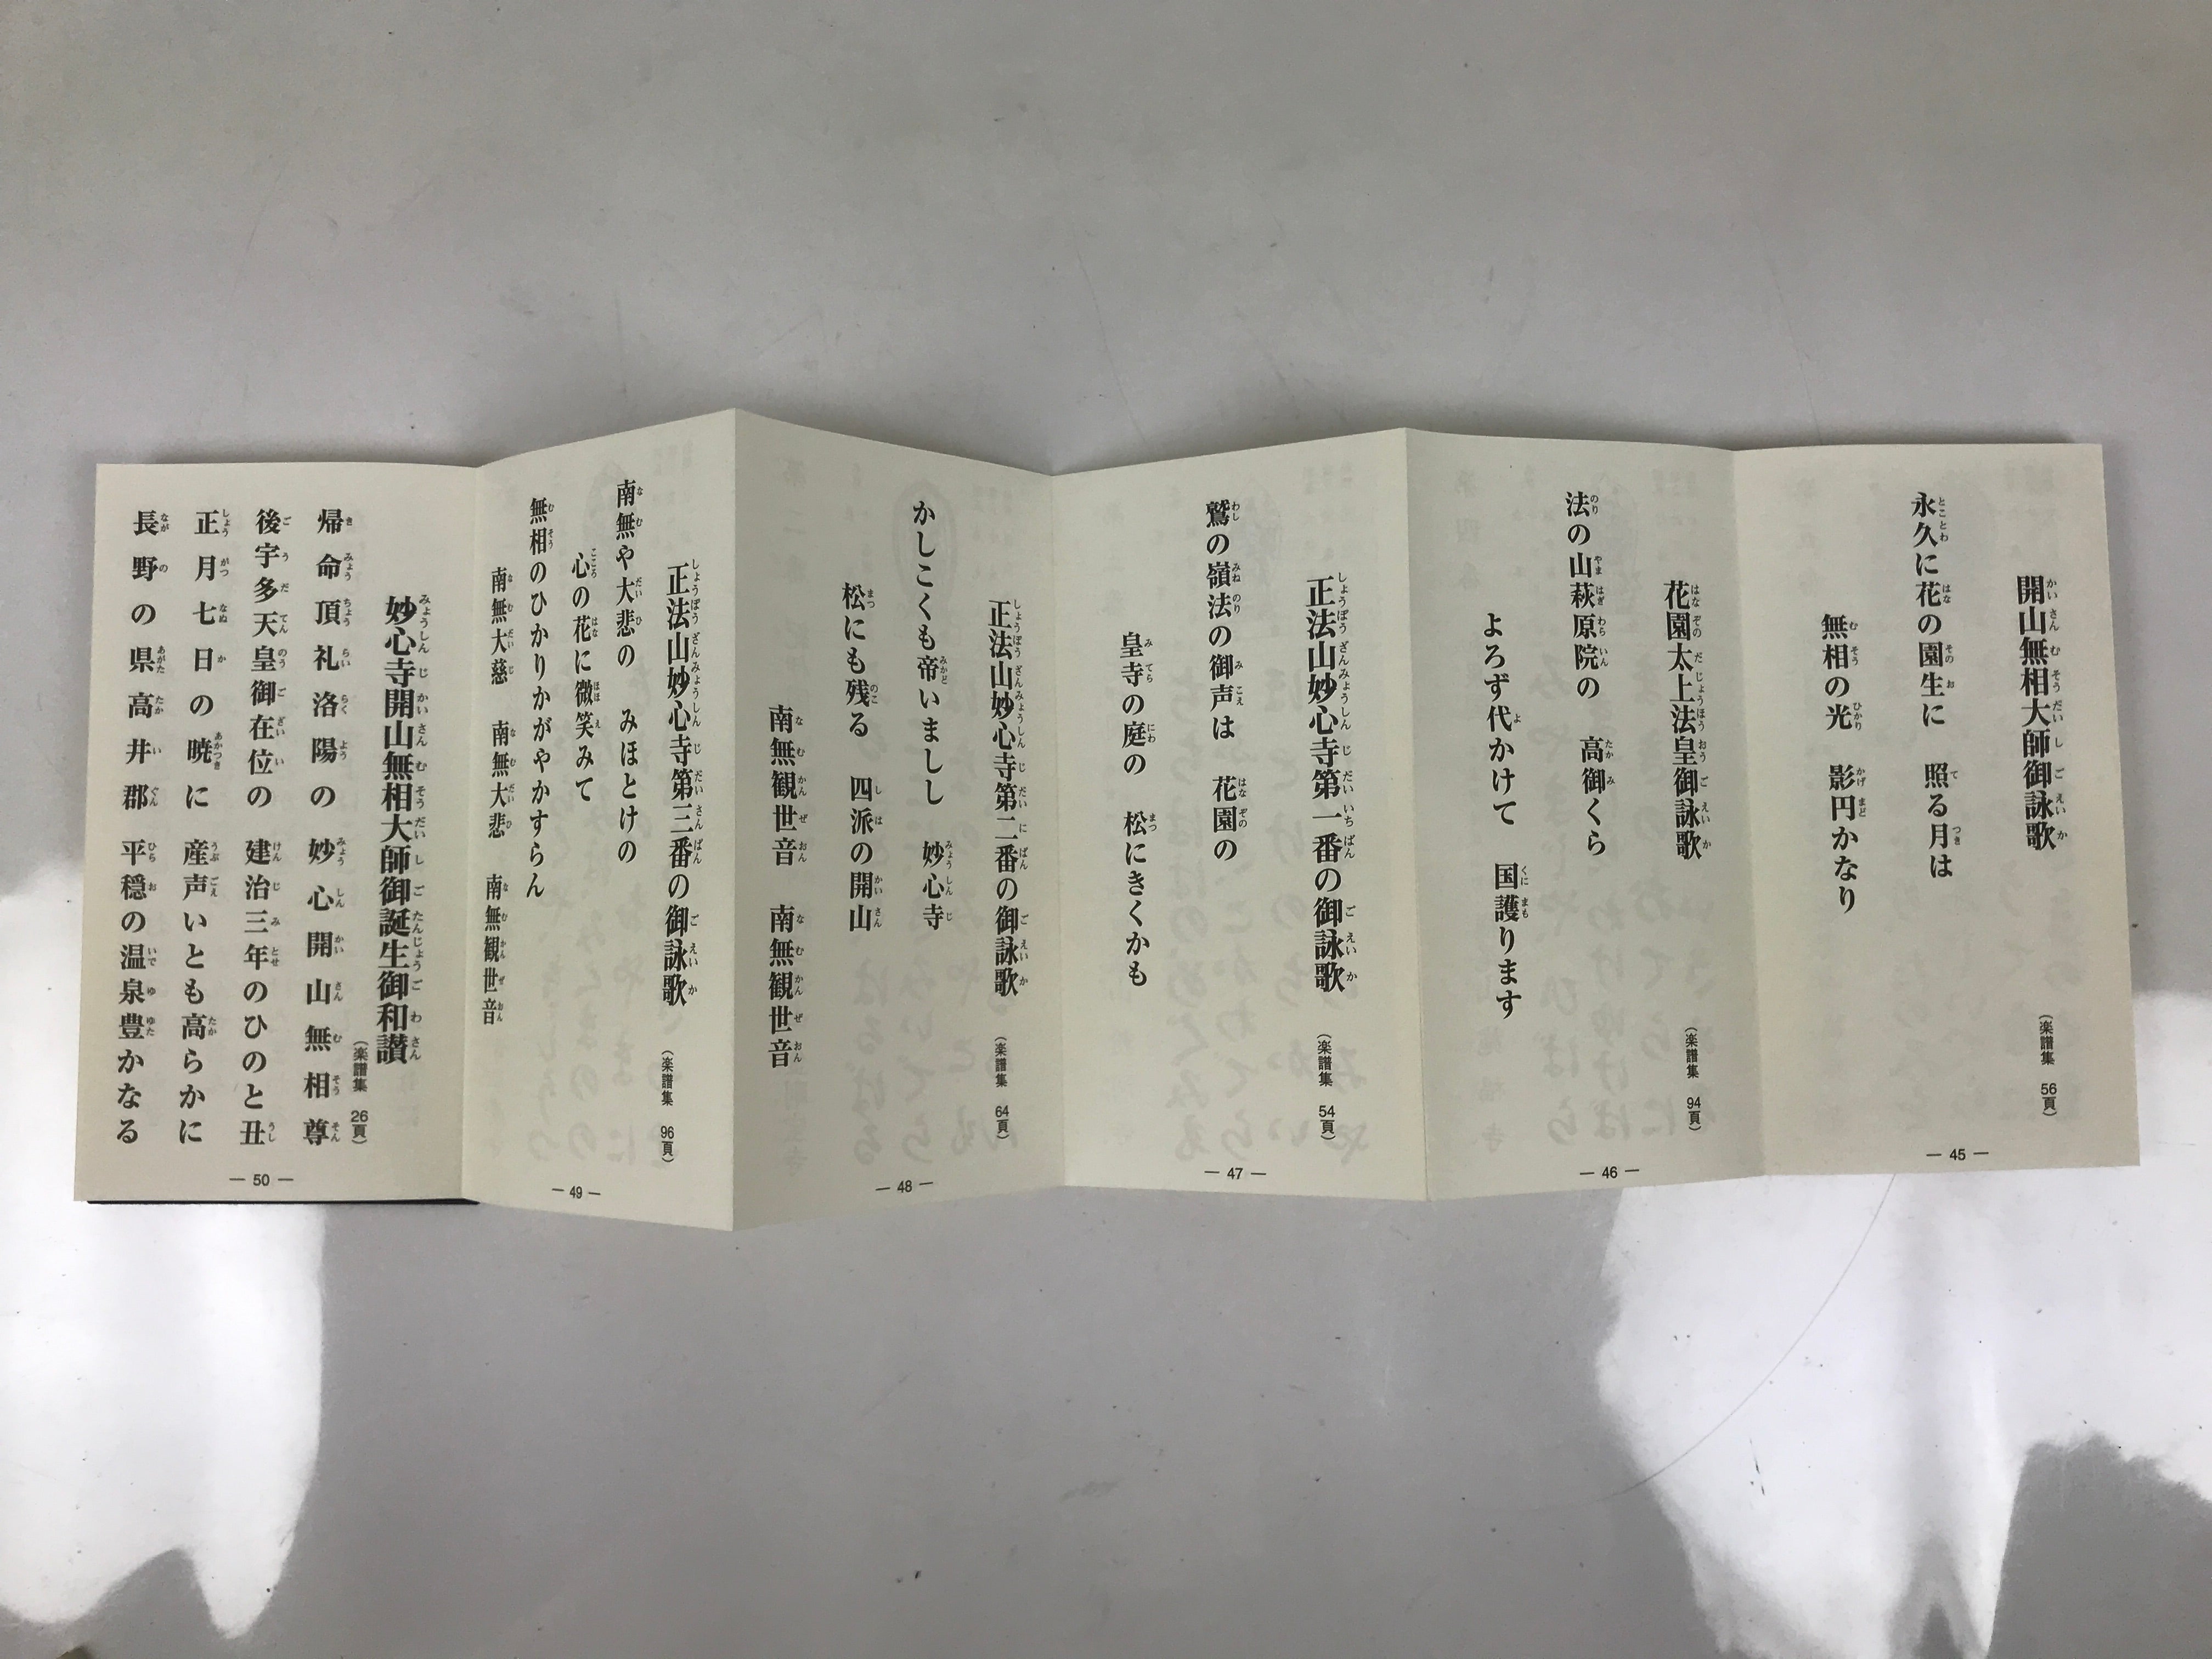 開山無相大師御詠歌
（楽譜集　56頁）
永久に花の園生に　照る月は
無相の光　影円かなり
― 45 ―
花園太上法皇御詠歌
（楽譜集　94頁）
法の山萩原院の　高御くら
よろず代かけて　国護ります
― 46 ―
正法山妙心寺第一番の御詠歌
（楽譜集　54頁）
鷲の嶺法の御声は　花園の
皇寺の庭の　松にきくかも
― 47 ―
正法山妙心寺第二番の御詠歌
（楽譜集　64頁）
かしこくも帝いましし　妙心寺
松にも残る　四派の開山
南無観世音　南無観世音
― 48 ―
正法山妙心寺第三番の御詠歌
（楽譜集　96頁）
南無や大悲の　みほとけの
心の花に微笑みて
無相のひかりかがやかすらん
南無大慈　南無大悲　南無観世音
― 49 ―
妙心寺開山無相大師御誕生御和讃
（楽譜集　26頁）
帰命頂礼洛陽の　妙心開山無相尊
後宇多天皇御在位の　建治三年のひのと丑
正月七日の暁に　産声いとも高らかに
長野の県高井郡　平穏の温泉豊かなる
― 50 ―